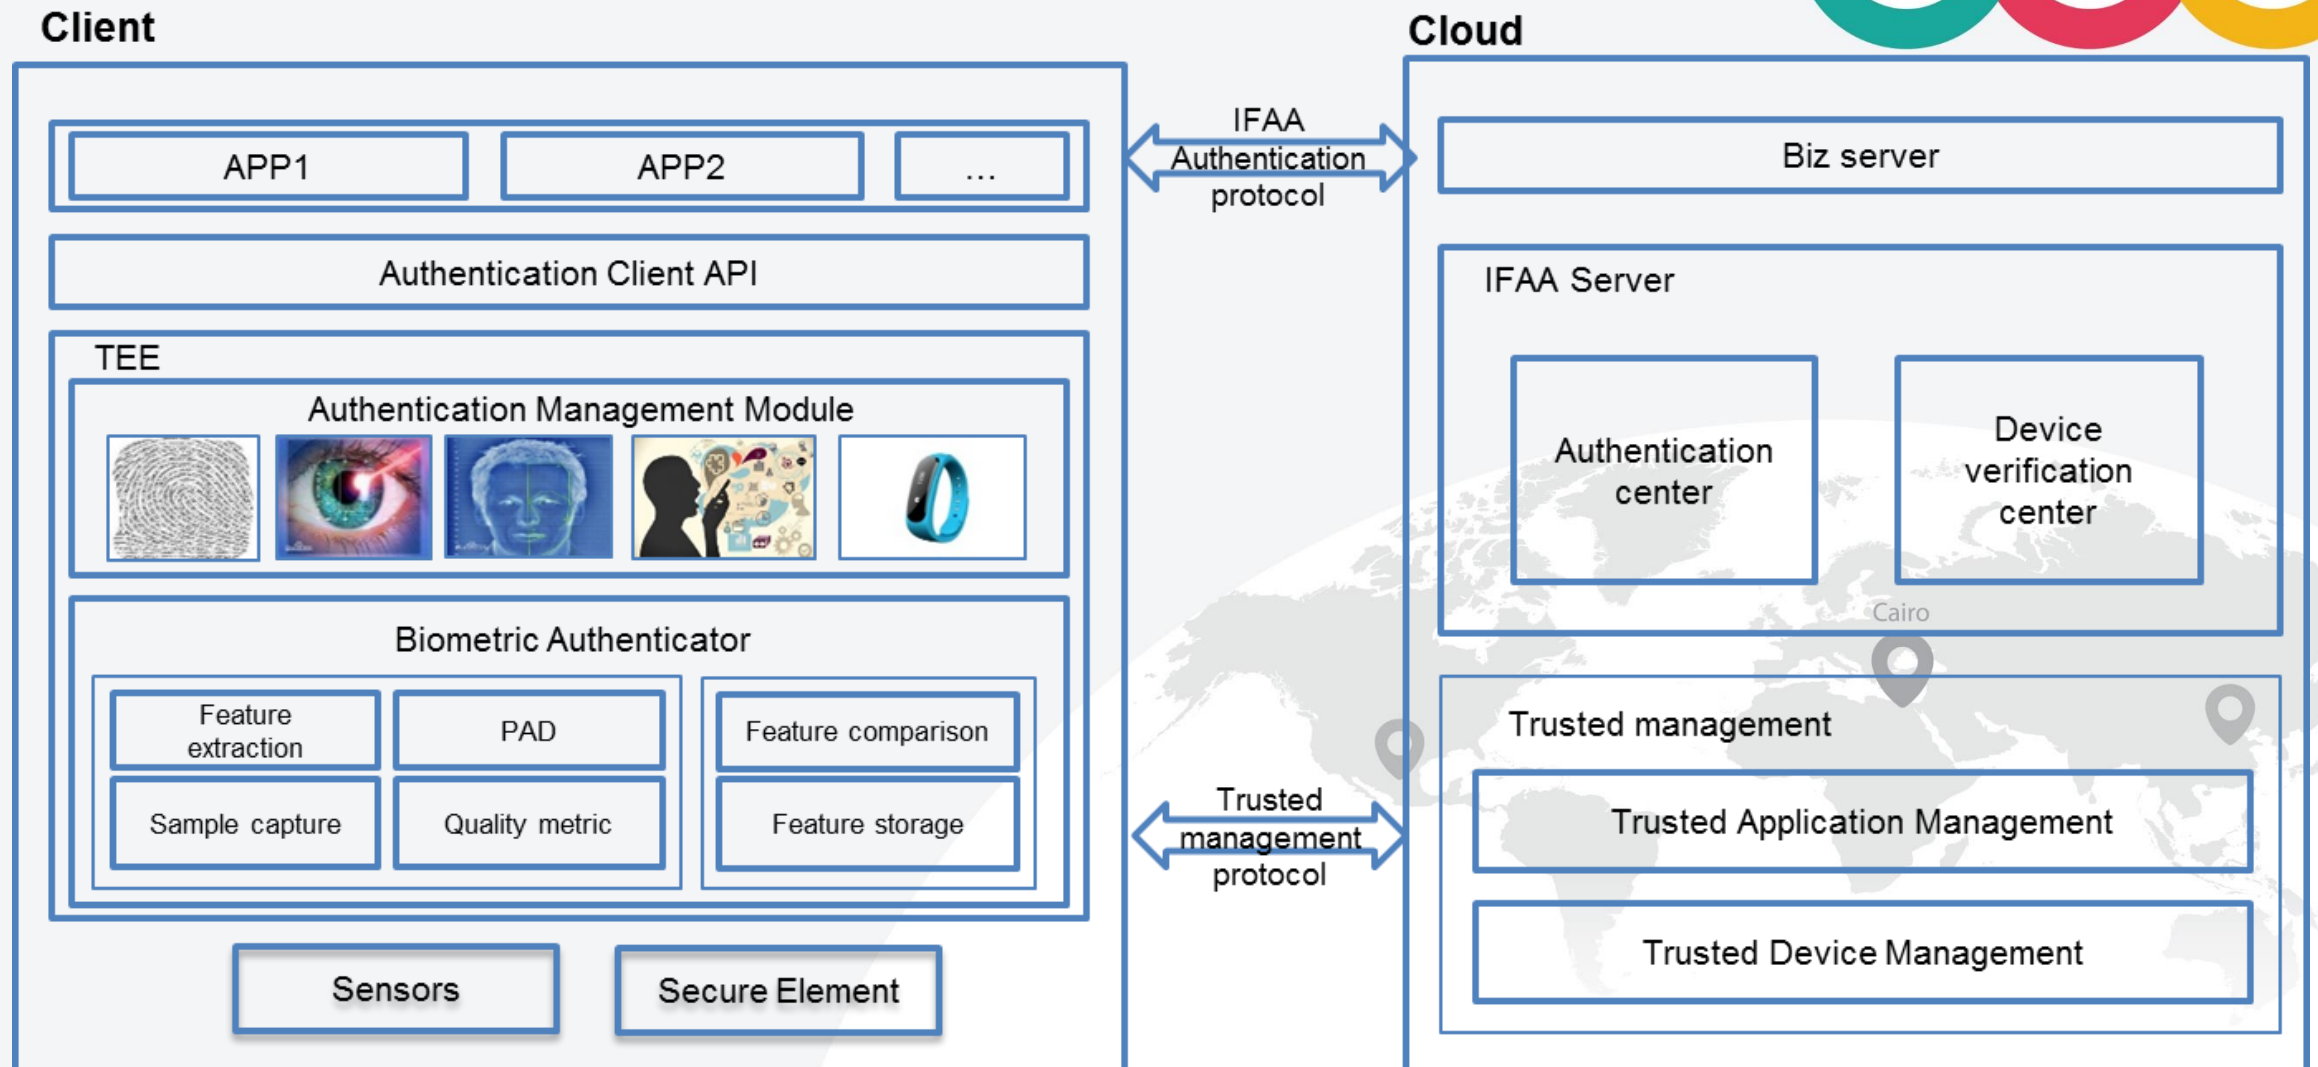 Client
Cloud
APP1
APP2
...
IFAA
Authentication
protocol
Biz server
Authentication Client API
IFAA Server
TEE
Authentication Management Module
Authentication
center
Device
verification
center
Cairo
Biometric Authenticator
Feature
extraction
PAD
Feature comparison
Sample capture
Quality metric
Feature storage
Trusted
management
protocol
Trusted management
Trusted Application Management
Trusted Device Management
Sensors
Secure Element